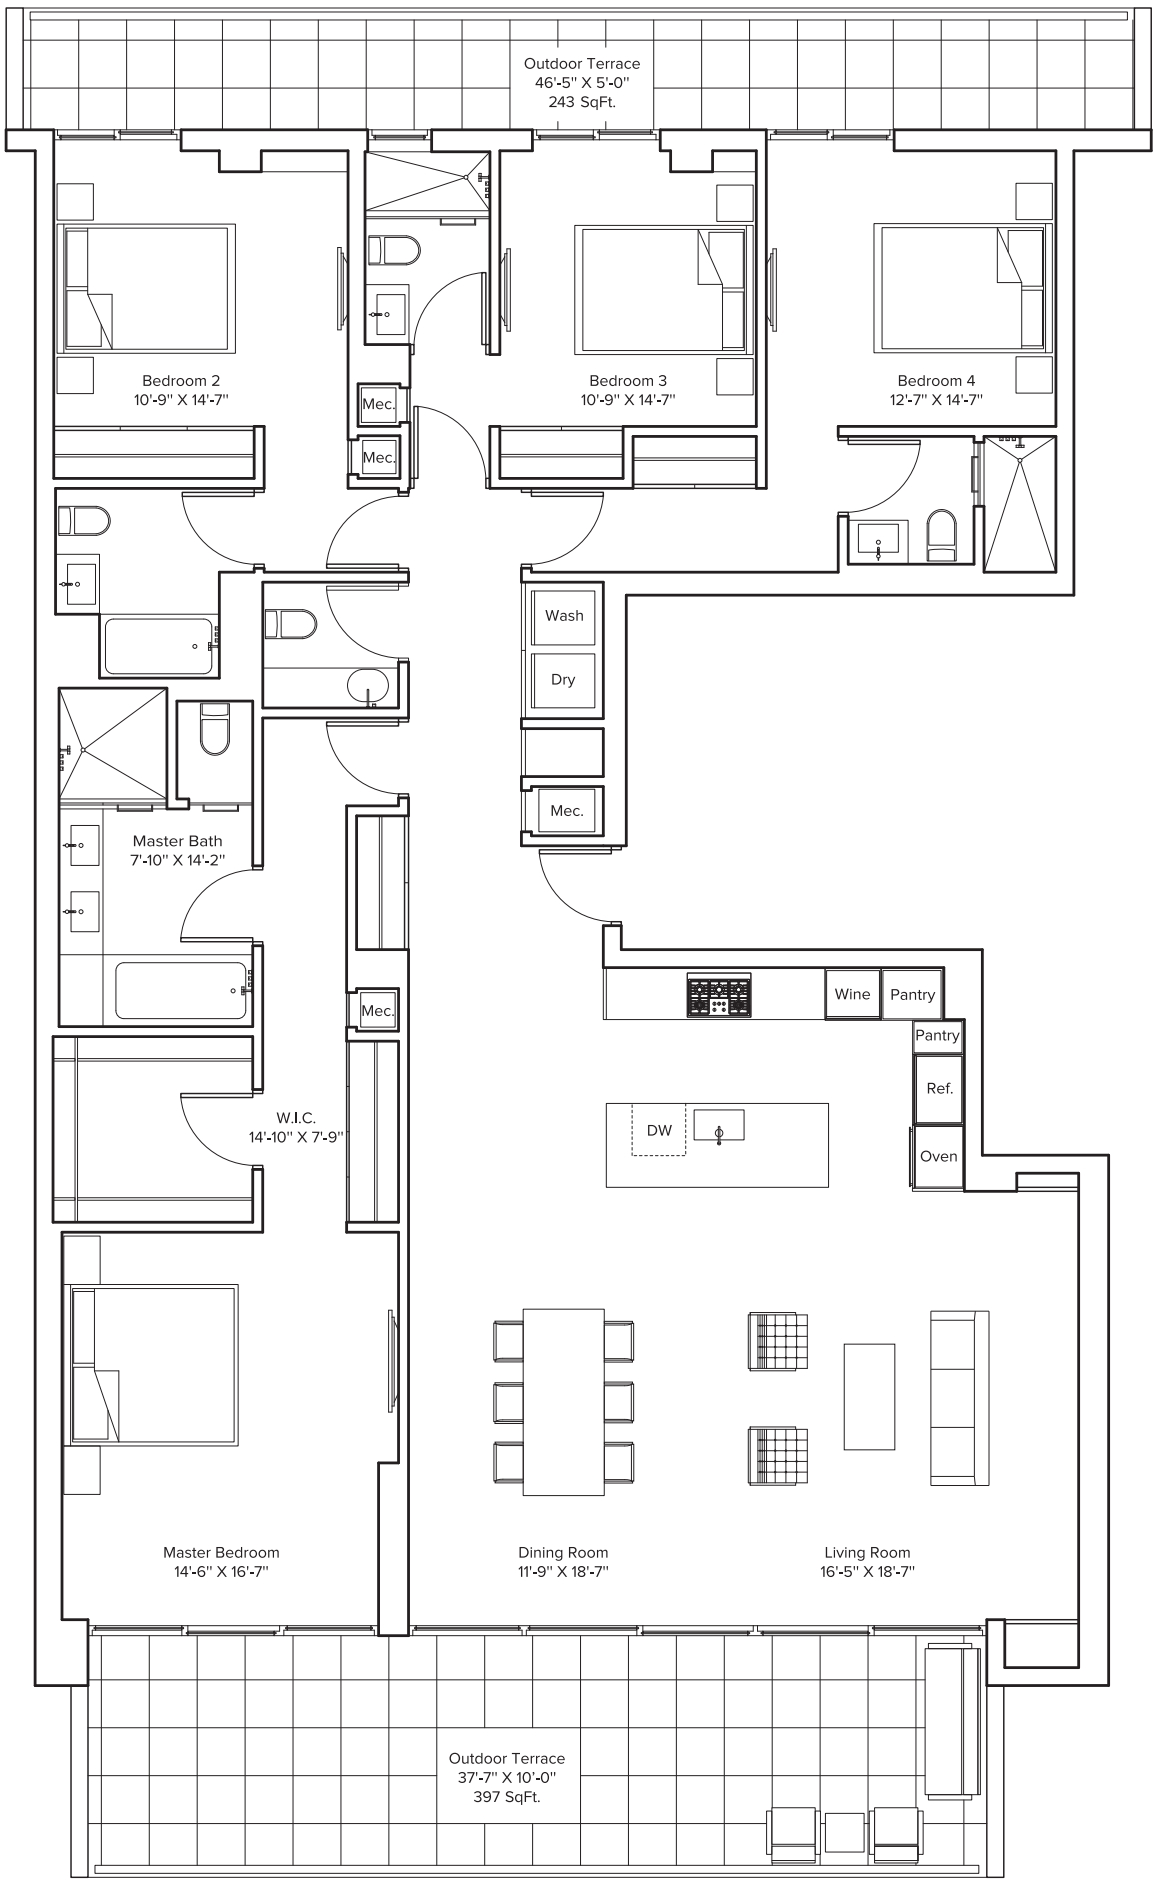 Outdoor Terrace
46'-5" X 5'-0"
243 SqFt.
Bedroom 2
10'-9" X 14'-7"
Mec.
Mec.
Bedroom 3
10'-9" X 14'-7"
Bedroom 4
12'-7" X 14'-7"
Wash
Dry
Mec.
Master Bath
7'-10" X 14'-2"
Mec.
Wine
Pantry
Pantry
Ref.
Oven
DW
W.I.C.
14'-10" X 7'-9"
Master Bedroom
14'-6" X 16'-7"
Dining Room
11'-9" X 18'-7"
Living Room
16'-5" X 18'-7"
Outdoor Terrace
37'-7" X 10'-0"
397 SqFt.